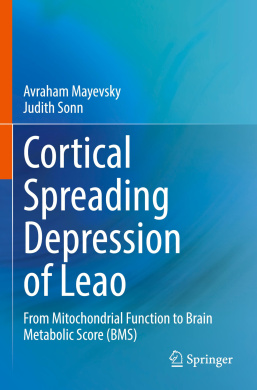 Avraham Mayevsky
Judith Sonn
Cortical
Spreading
Depression
of Leao
From Mitochondrial Function to Brain
Metabolic Score (BMS)
Springer